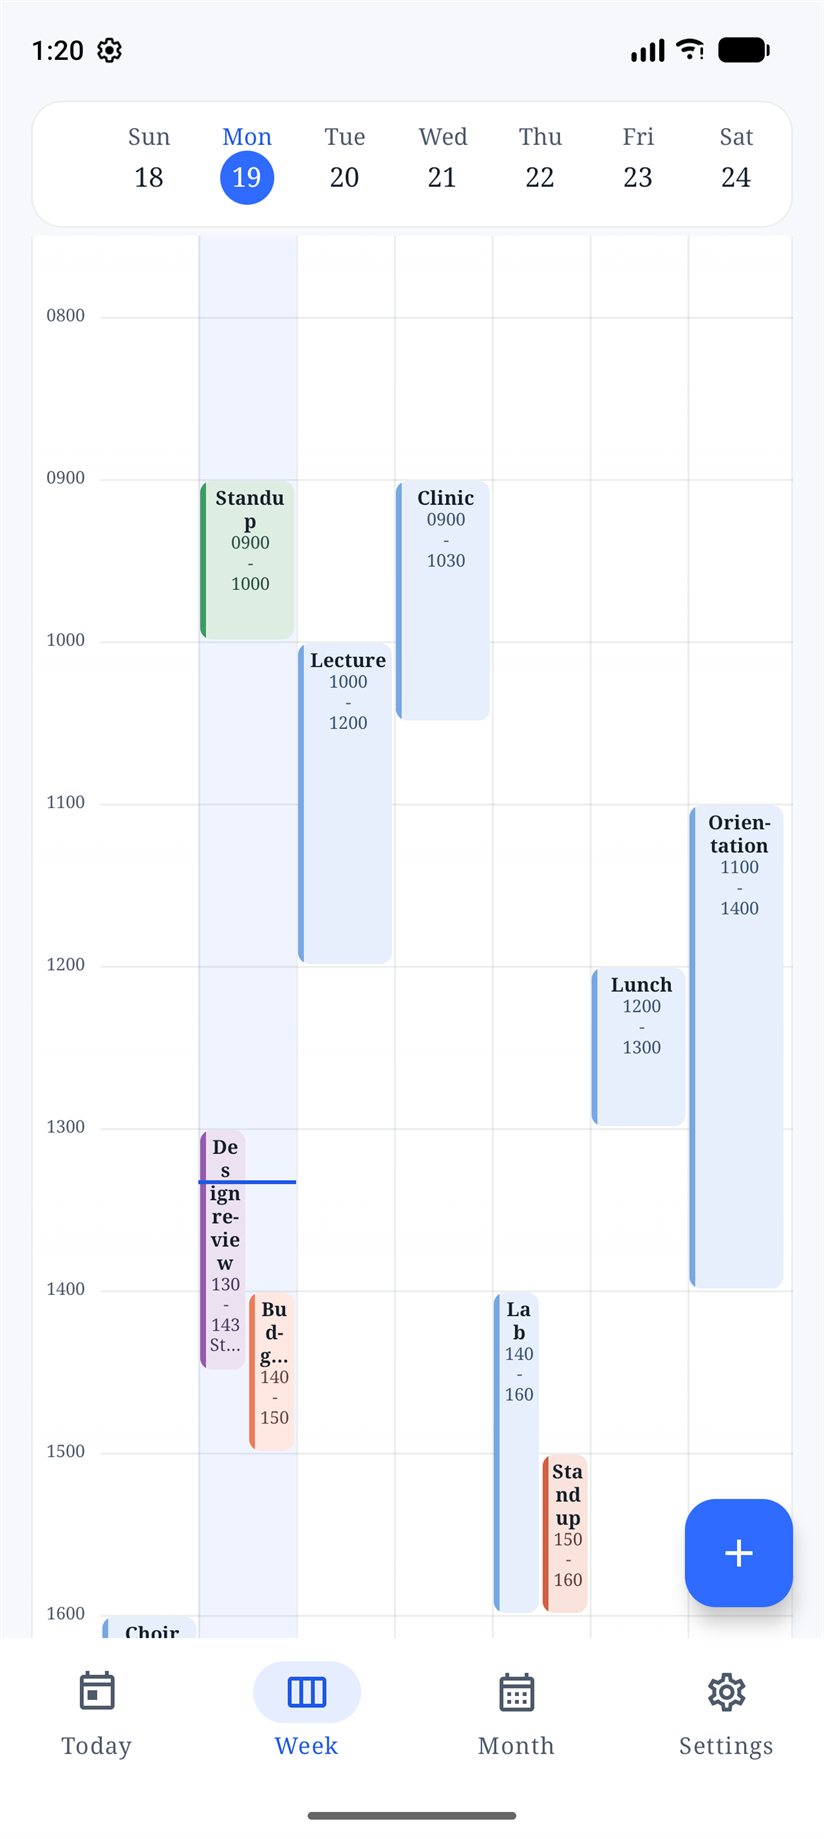 1:20
Sun
18
Mon
19
Tue
20
Wed
21
Thu
22
Fri
23
Sat
24
0800
0900
1000
1100
1200
1300
1400
1500
1600
Choir
Standu
p
0900
-
1000
De
s
ign
re-
vie
w
130
-
143
St...
Bu
d-
g...
140
-
150
Lecture
1000
-
1200
Clinic
0900
-
1030
La
b
140
-
160
Sta
nd
up
150
-
160
Lunch
1200
-
1300
Orien-
tation
1100
-
1400
+
Today
Week
Month
Settings